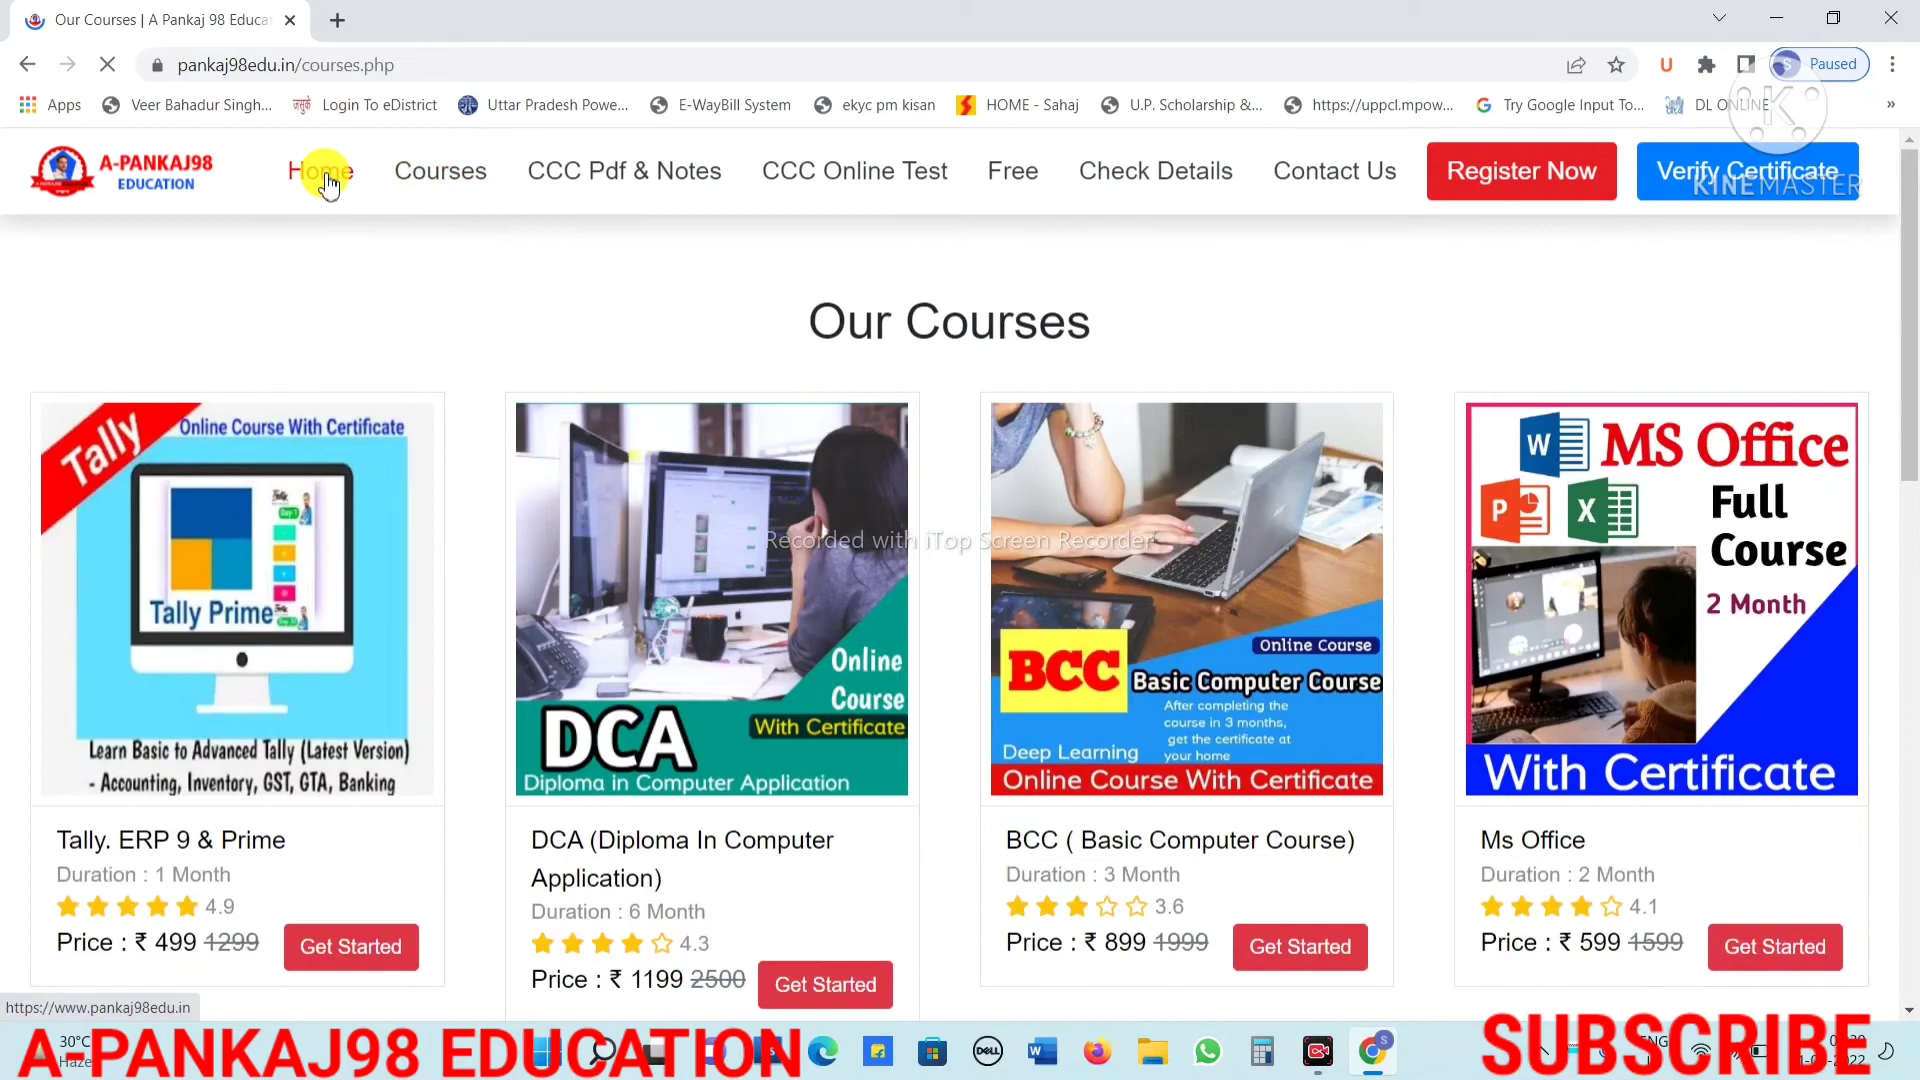 Our Courses | A Pankaj 98 Educa
pankaj98edu.in/courses.php
U
S Paused
Apps Veer Bahadur Singh... Login To eDistrict Uttar Pradesh Powe... E-WayBill System ekyc pm kisan HOME - Sahaj U.P. Scholarship &... https://uppcl.mpow... Try Google Input To... DL ONLINE »
A-PANKAJ98
EDUCATION
Home Courses CCC Pdf & Notes CCC Online Test Free Check Details Contact Us Register Now Verify Certificate
KINEMASTER
Our Courses
Tally
Online Course With Certificate
Tally Prime
Learn Basic to Advanced Tally (Latest Version)
- Accounting, Inventory, GST, GTA, Banking
Online
Course
With Certificate
DCA
Diploma in Computer Application
Online Course
BCC
Basic Computer Course
After completing the
course in 3 months,
get the certificate at
your home
Deep Learning
Online Course With Certificate
W MS Office
P X
Full
Course
2 Month
With Certificate
Recorded with iTop Screen Recorder
Tally. ERP 9 & Prime
Duration : 1 Month
4.9
Price : ₹ 499 1299
Get Started
DCA (Diploma In Computer
Application)
Duration : 6 Month
4.3
Price : ₹ 1199 2500
Get Started
BCC ( Basic Computer Course)
Duration : 3 Month
3.6
Price : ₹ 899 1999
Get Started
Ms Office
Duration : 2 Month
4.1
Price : ₹ 599 1599
Get Started
https://www.pankaj98edu.in
30°C
Haze
A-PANKAJ98 EDUCATION
DELL
SUBSCRIBE